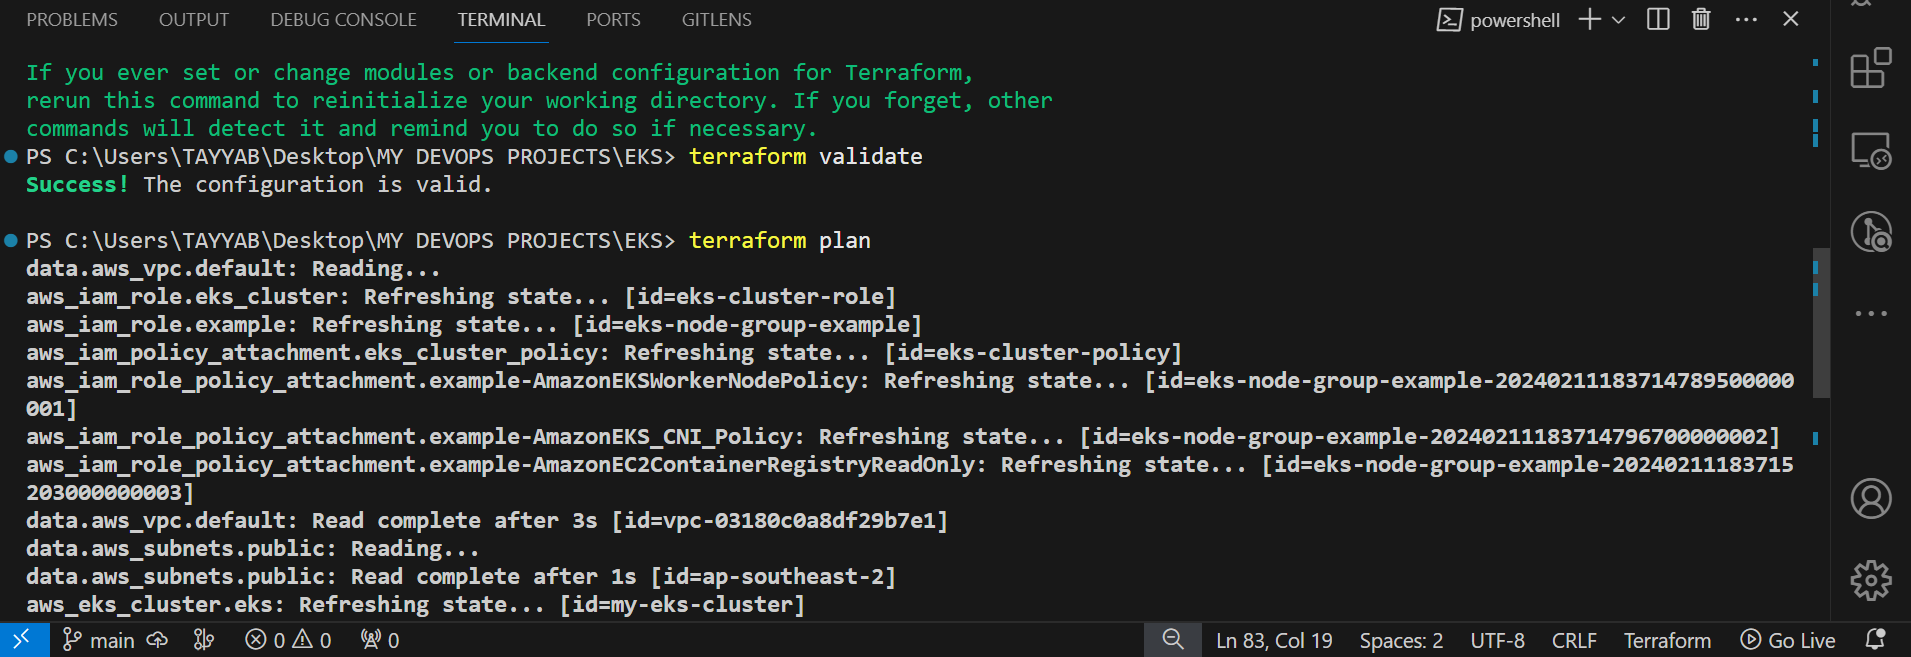 PROBLEMS OUTPUT DEBUG CONSOLE TERMINAL PORTS GITLENS powershell
If you ever set or change modules or backend configuration for Terraform,
rerun this command to reinitialize your working directory. If you forget, other
commands will detect it and remind you to do so if necessary.
PS C:\Users\TAYYAB\Desktop\MY DEVOPS PROJECTS\EKS> terraform validate
Success! The configuration is valid.
PS C:\Users\TAYYAB\Desktop\MY DEVOPS PROJECTS\EKS> terraform plan
data.aws_vpc.default: Reading...
aws_iam_role.eks_cluster: Refreshing state... [id=eks-cluster-role]
aws_iam_role.example: Refreshing state... [id=eks-node-group-example]
aws_iam_policy_attachment.eks_cluster_policy: Refreshing state... [id=eks-cluster-policy]
aws_iam_role_policy_attachment.example-AmazonEKSWorkerNodePolicy: Refreshing state... [id=eks-node-group-example-20240211183714789500000
001]
aws_iam_role_policy_attachment.example-AmazonEKS_CNI_Policy: Refreshing state... [id=eks-node-group-example-20240211183714796700000002]
aws_iam_role_policy_attachment.example-AmazonEC2ContainerRegistryReadOnly: Refreshing state... [id=eks-node-group-example-20240211183715
203000000003]
data.aws_vpc.default: Read complete after 3s [id=vpc-03180c0a8df29b7e1]
data.aws_subnets.public: Reading...
data.aws_subnets.public: Read complete after 1s [id=ap-southeast-2]
aws_eks_cluster.eks: Refreshing state... [id=my-eks-cluster]
main 0 0 0 Ln 83, Col 19 Spaces: 2 UTF-8 CRLF Terraform Go Live